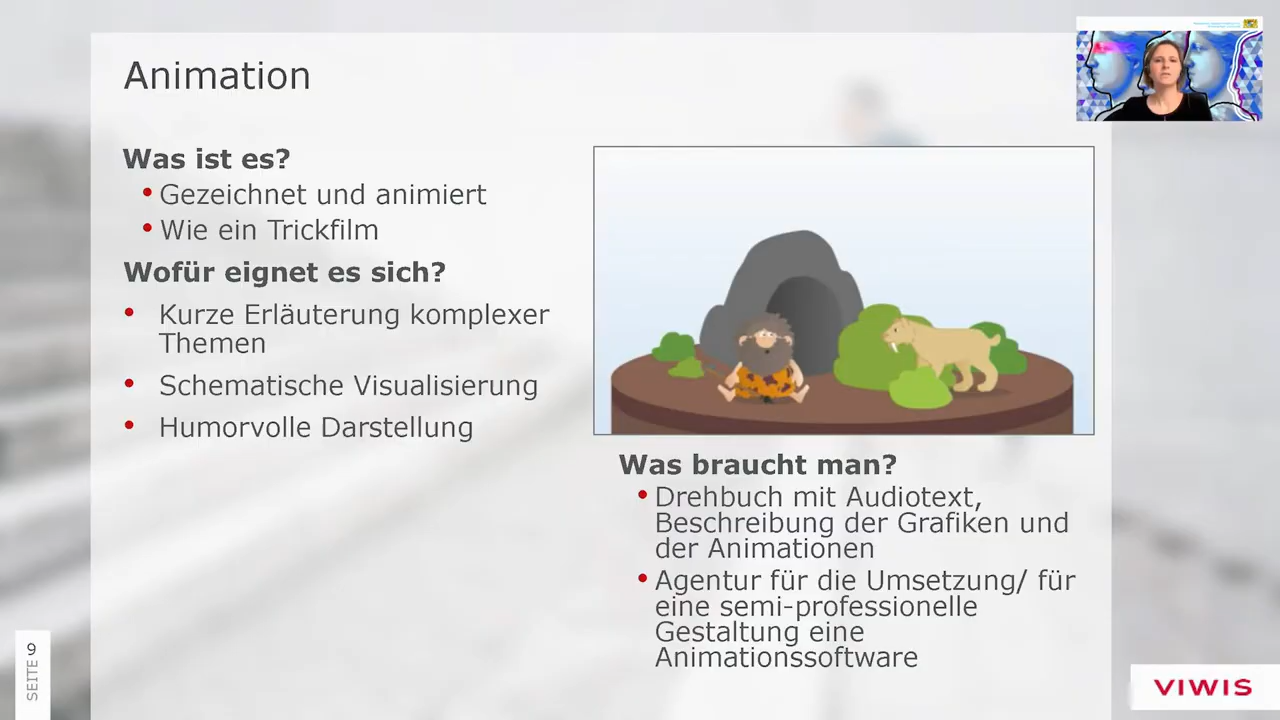 Animation
Was ist es?
• Gezeichnet und animiert
• Wie ein Trickfilm
Wofür eignet es sich?
• Kurze Erläuterung komplexer
Themen
• Schematische Visualisierung
• Humorvolle Darstellung
Was braucht man?
• Drehbuch mit Audiotext,
Beschreibung der Grafiken und
der Animationen
• Agentur für die Umsetzung/ für
eine semi-professionelle
Gestaltung eine
Animationssoftware
SEITE 9
VIWIS